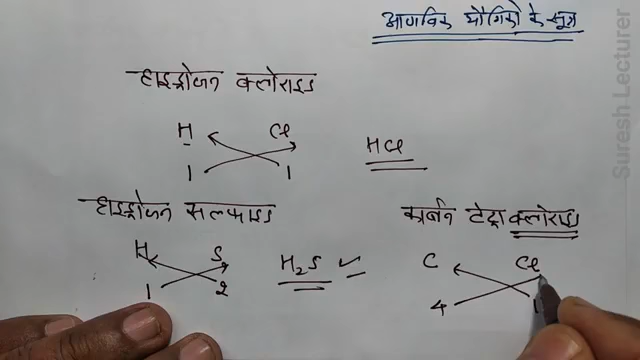 आणविक यौगिको के सूत्र
हाइड्रोजन क्लोराइड
H Cl
1 1
HCl
हाइड्रोजन सल्फाइड
H S
1 2
H₂S
कार्बन टेट्रा क्लोराइड
C Cl
4 1
Suresh Lecturer